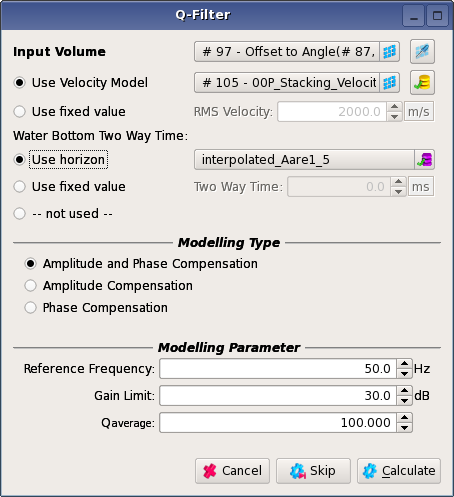 Q-Filter
Input Volume # 97 - Offset to Angle(# 87,
Use Velocity Model # 105 - 00P_Stacking_Velocit
Use fixed value RMS Velocity: 2000.0 m/s
Water Bottom Two Way Time:
Use horizon interpolated_Aare1_5
Use fixed value Two Way Time: 0.0 ms
-- not used --
Modelling Type
Amplitude and Phase Compensation
Amplitude Compensation
Phase Compensation
Modelling Parameter
Reference Frequency: 50.0 Hz
Gain Limit: 30.0 dB
Qaverage: 100.000
Cancel Skip Calculate